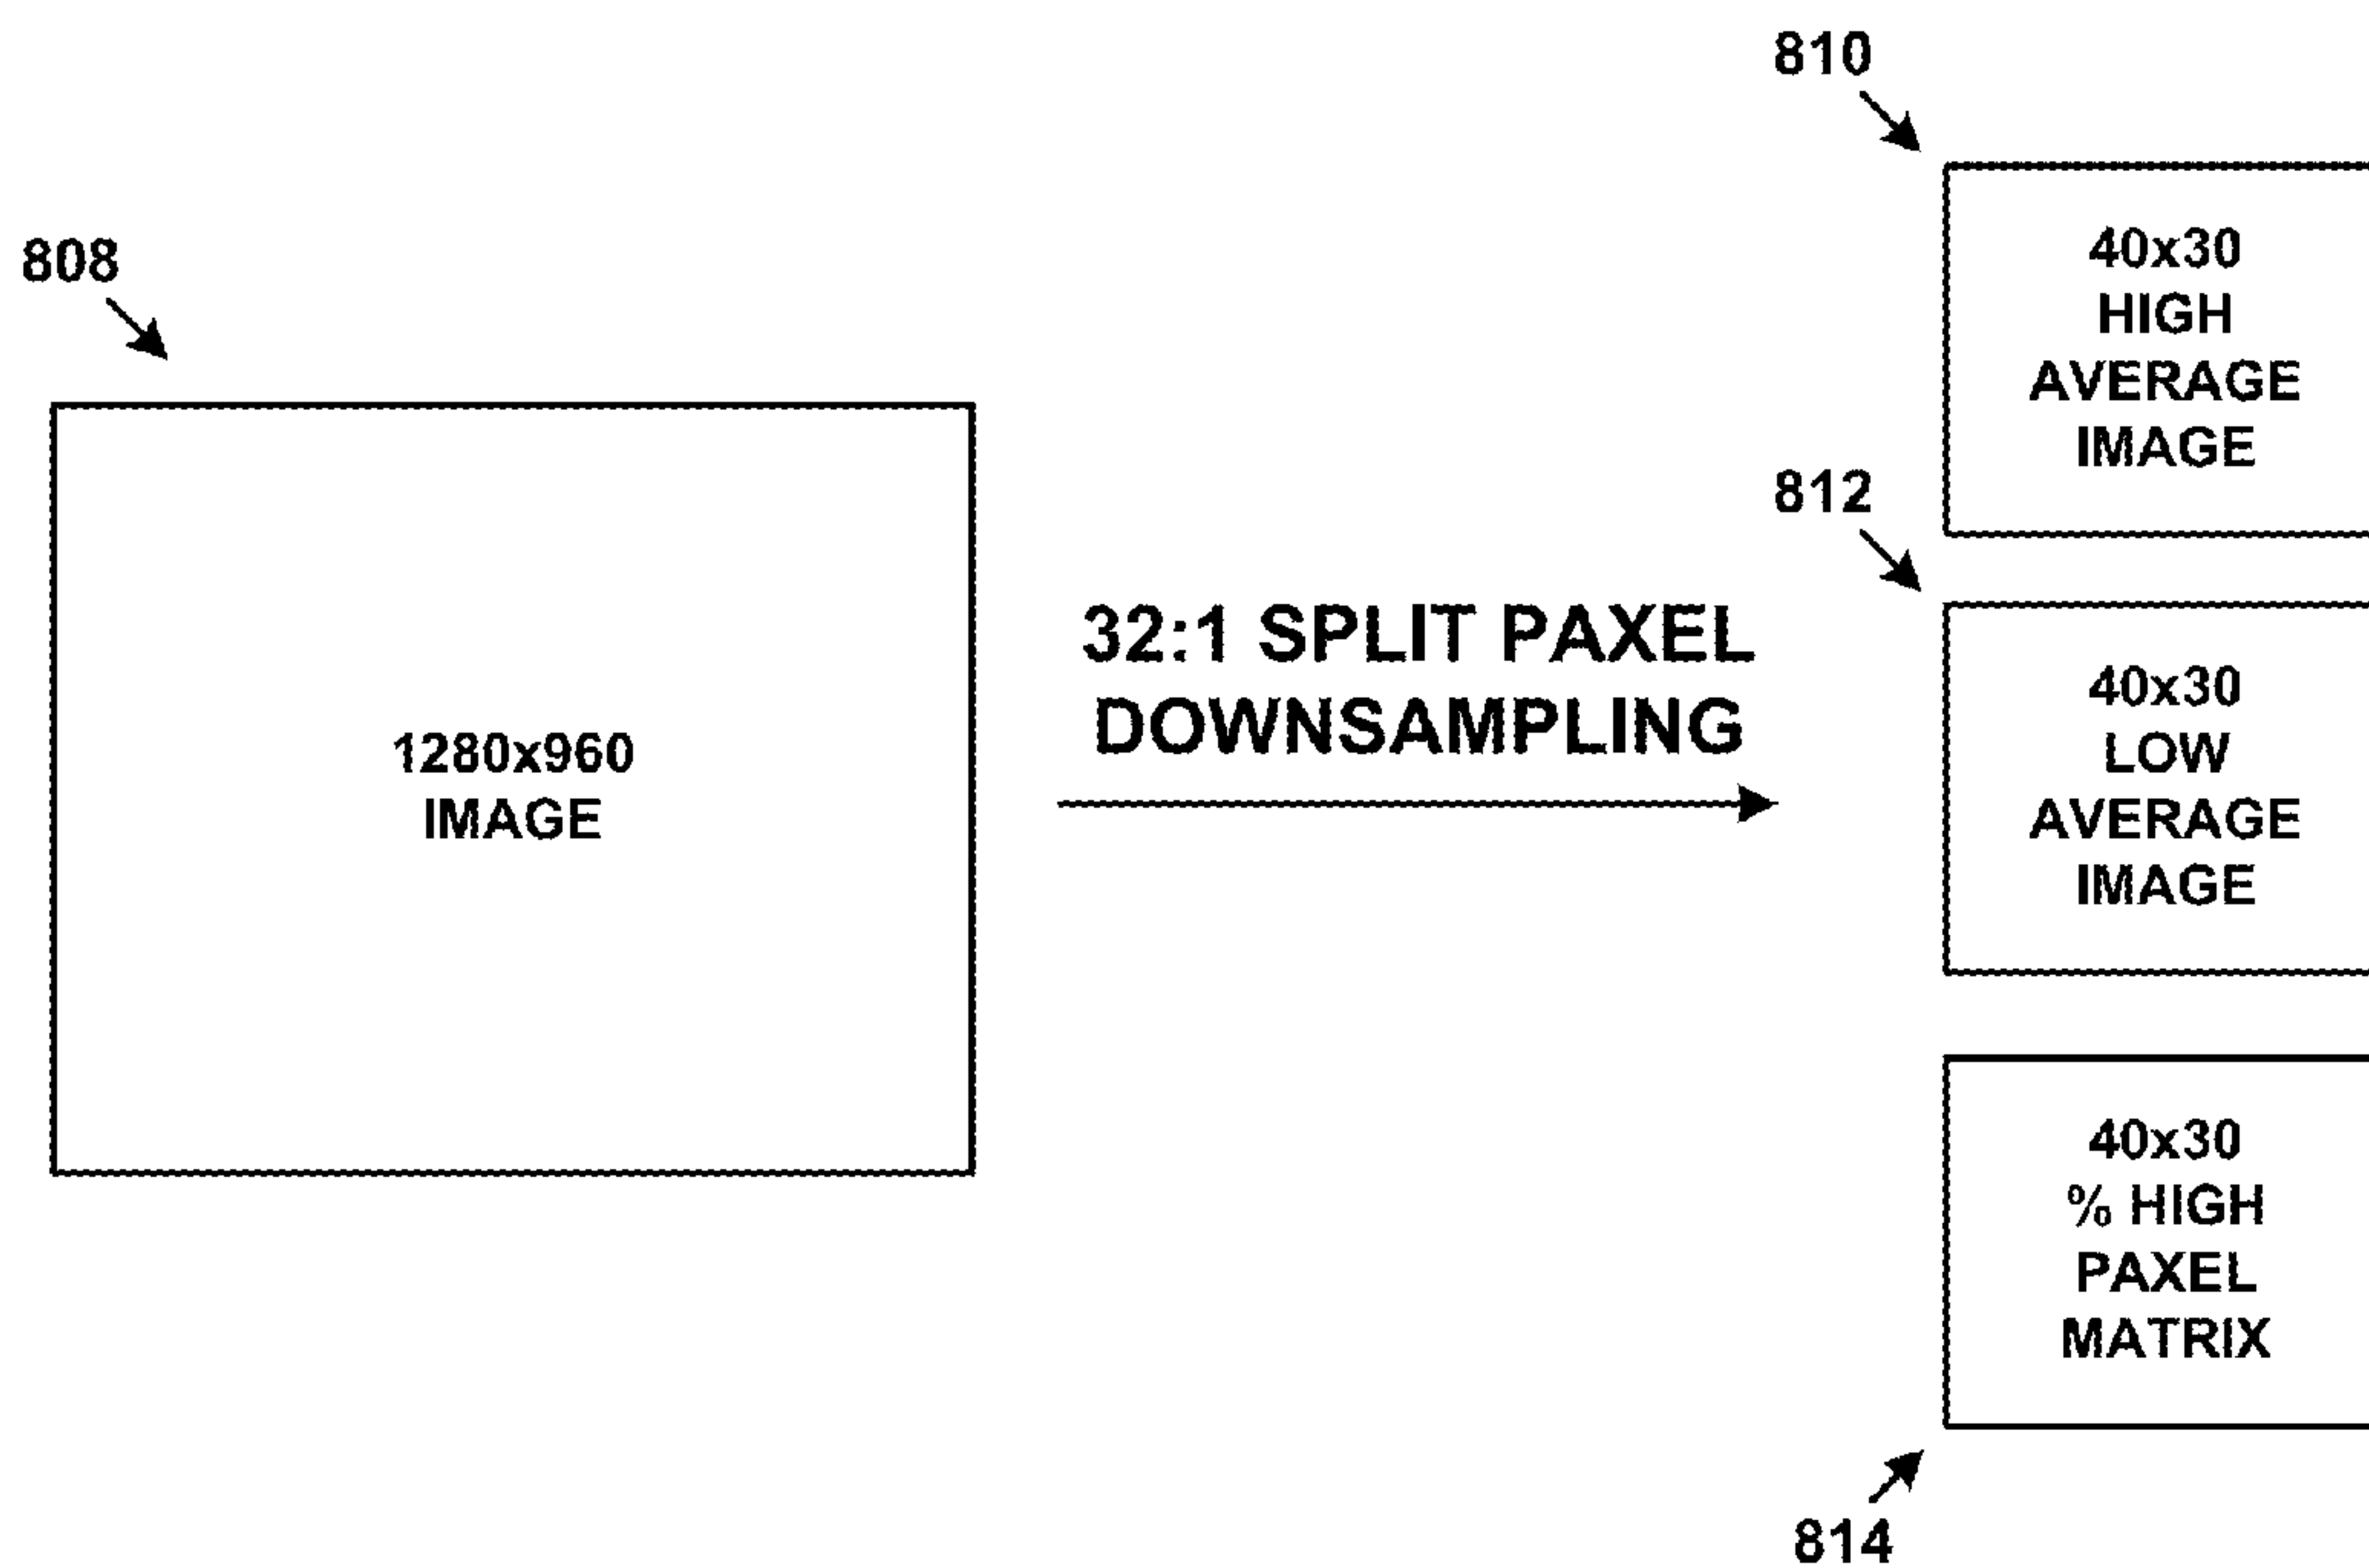 808
1280x960
IMAGE
32:1 SPLIT PAXEL
DOWNSAMPLING
810
40x30
HIGH
AVERAGE
IMAGE
812
40x30
LOW
AVERAGE
IMAGE
40x30
% HIGH
PAXEL
MATRIX
814